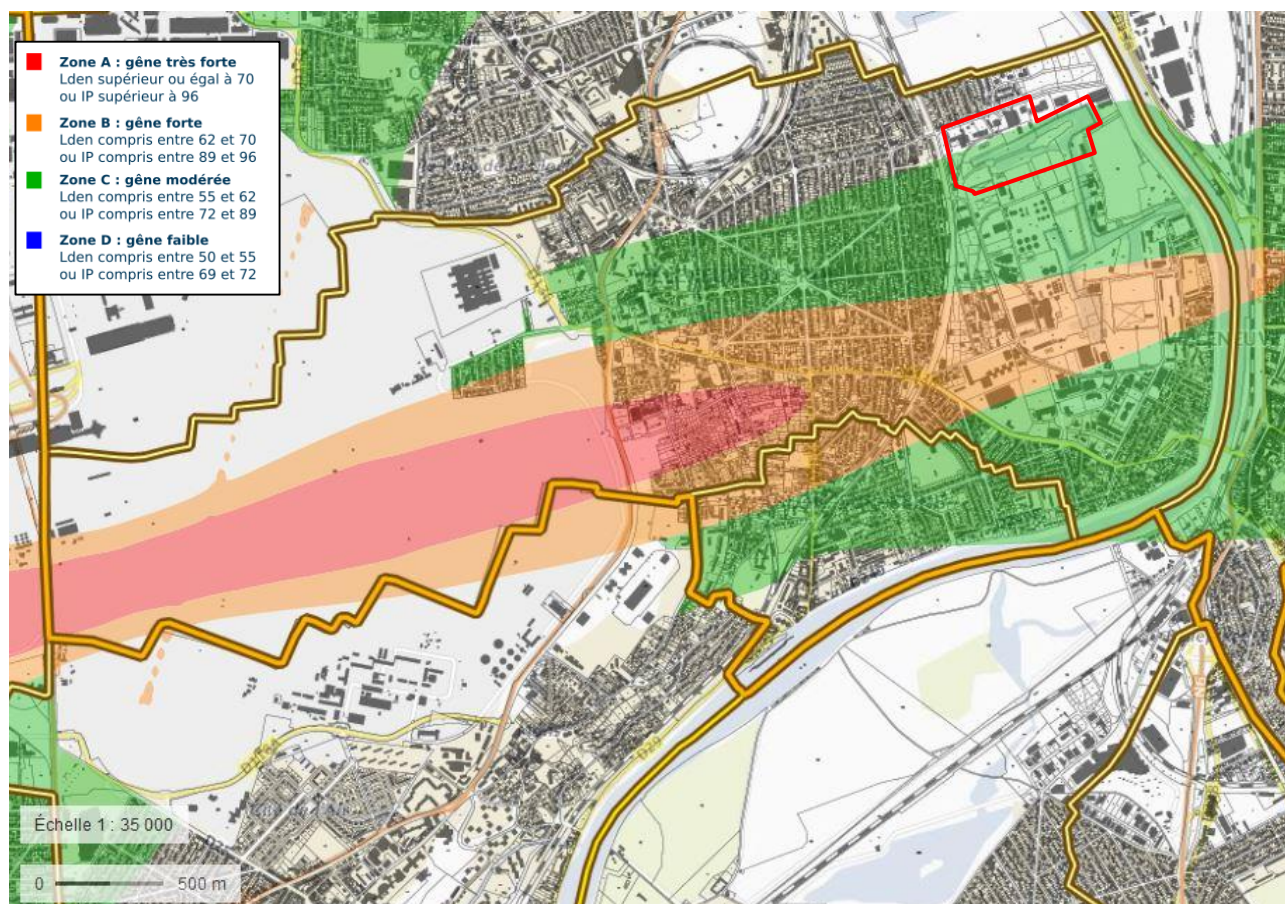 Zone A : gêne très forte
Lden supérieur ou égal à 70
ou IP supérieur à 96
Zone B : gêne forte
Lden compris entre 62 et 70
ou IP compris entre 89 et 96
Zone C : gêne modérée
Lden compris entre 55 et 62
ou IP compris entre 72 et 89
Zone D : gêne faible
Lden compris entre 50 et 55
ou IP compris entre 69 et 72
Échelle 1 : 35 000
0 500 m